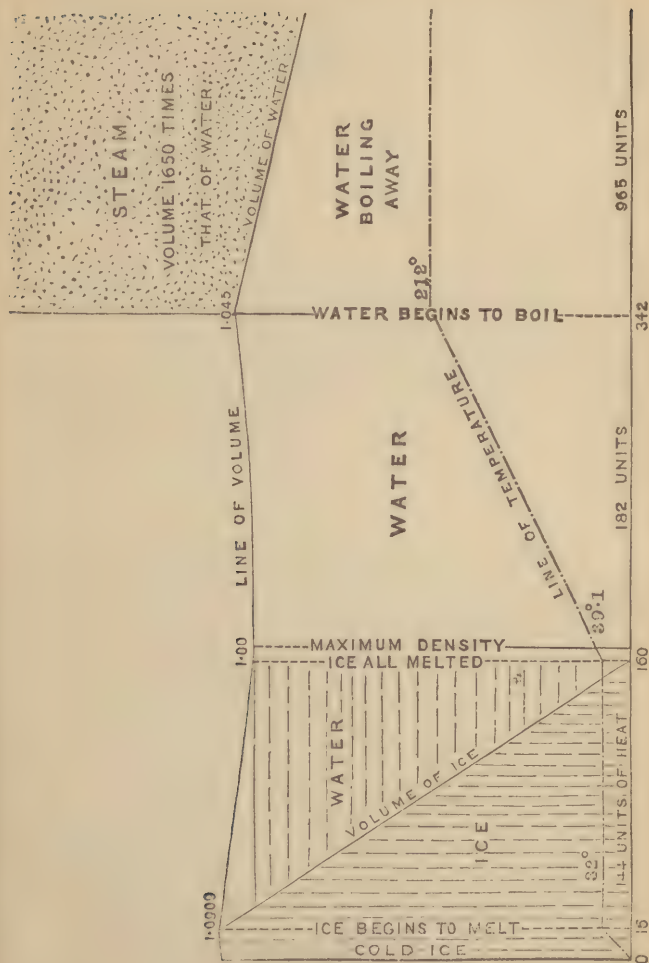 STEAM
VOLUME 1650 TIMES
THAT OF WATER
VOLUME OF WATER
WATER
BOILING
AWAY
965 UNITS
1·045
212°
WATER BEGINS TO BOIL
342
LINE OF VOLUME
WATER
LINE OF TEMPERATURE
182 UNITS
39·1
1·00
MAXIMUM DENSITY
ICE ALL MELTED
160
WATER
VOLUME OF ICE
ICE
32°
144 UNITS OF HEAT
1·0909
ICE BEGINS TO MELT
15
COLD ICE
0